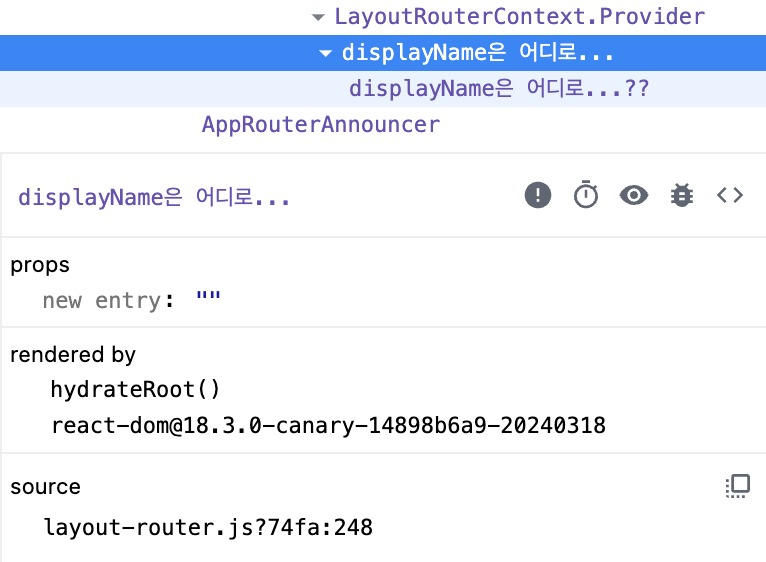 LayoutRouterContext.Provider
displayName은 어디로...
displayName은 어디로...??
AppRouterAnnouncer
displayName은 어디로...
props
new entry: ""
rendered by
hydrateRoot()
react-dom@18.3.0-canary-14898b6a9-20240318
source
layout-router.js?74fa:248